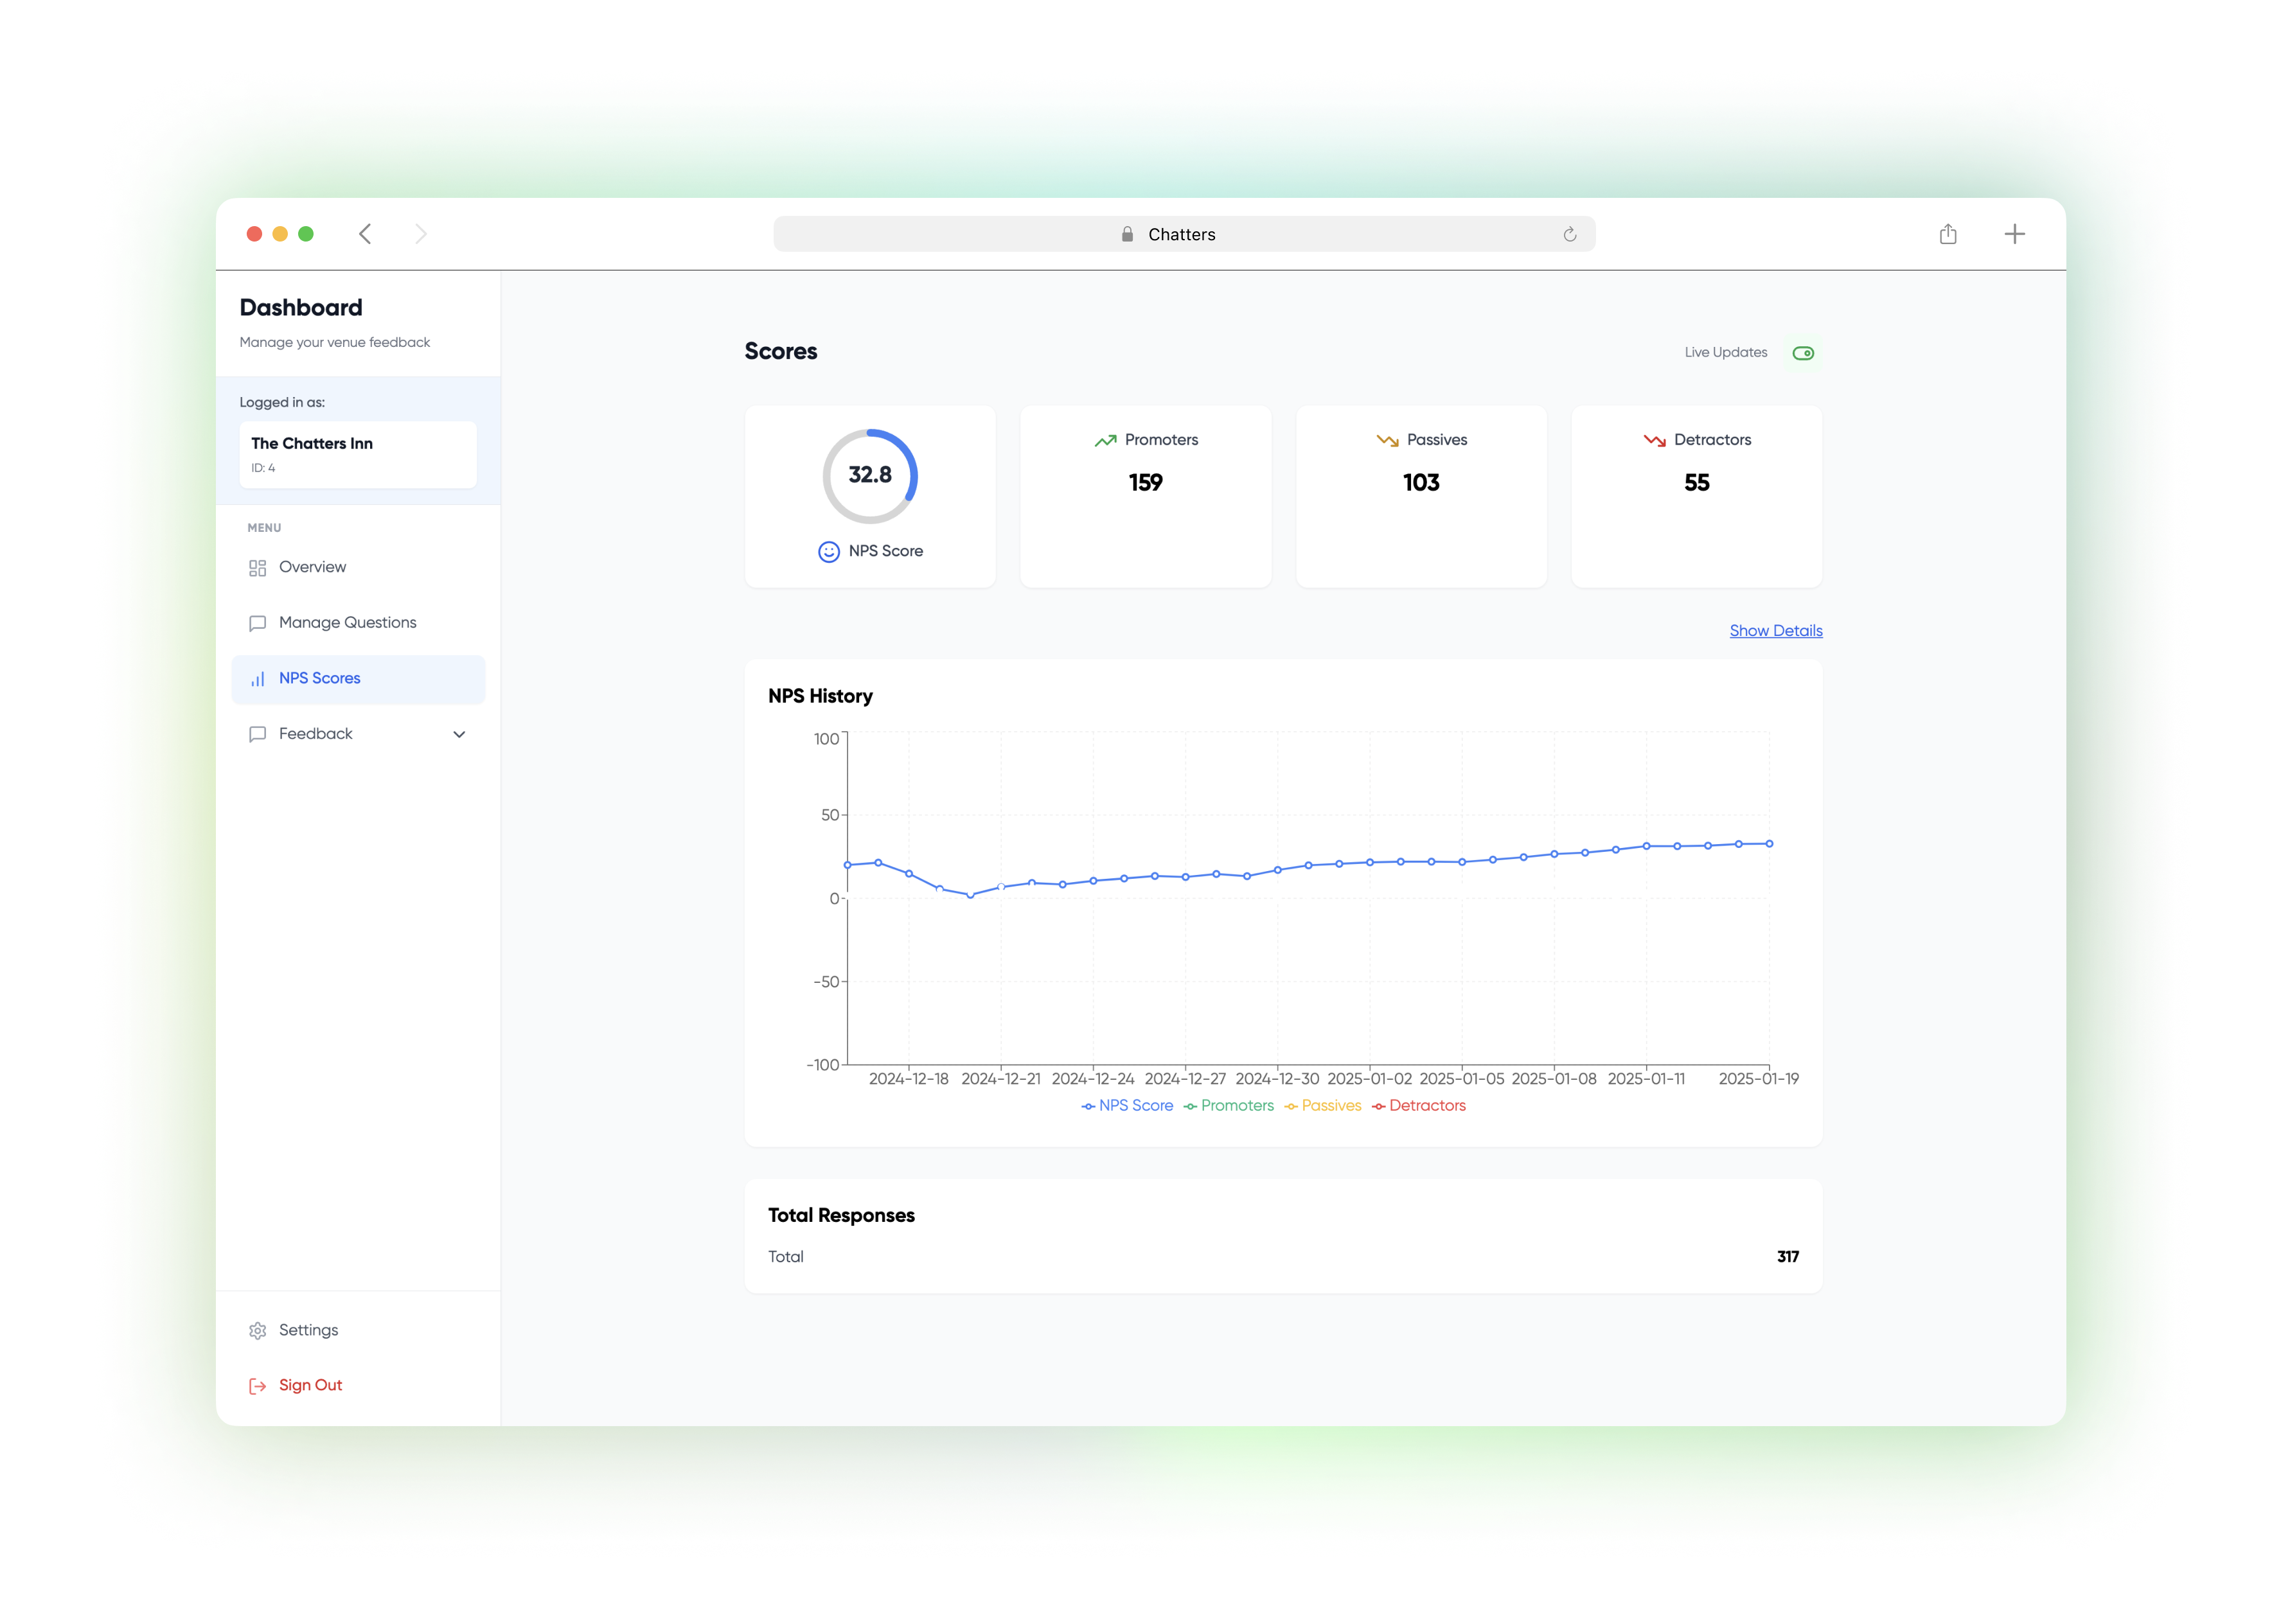 Chatters
Dashboard
Manage your venue feedback
Logged in as:
The Chatters Inn
ID: 4
MENU
Overview
Manage Questions
NPS Scores
Feedback
Settings
Sign Out
Scores
Live Updates
32.8
NPS Score
Promoters
159
Passives
103
Detractors
55
Show Details
NPS History
100
50
0
-50
-100
2024-12-18 2024-12-21 2024-12-24 2024-12-27 2024-12-30 2025-01-02 2025-01-05 2025-01-08 2025-01-11 2025-01-19
NPS Score Promoters Passives Detractors
Total Responses
Total 317